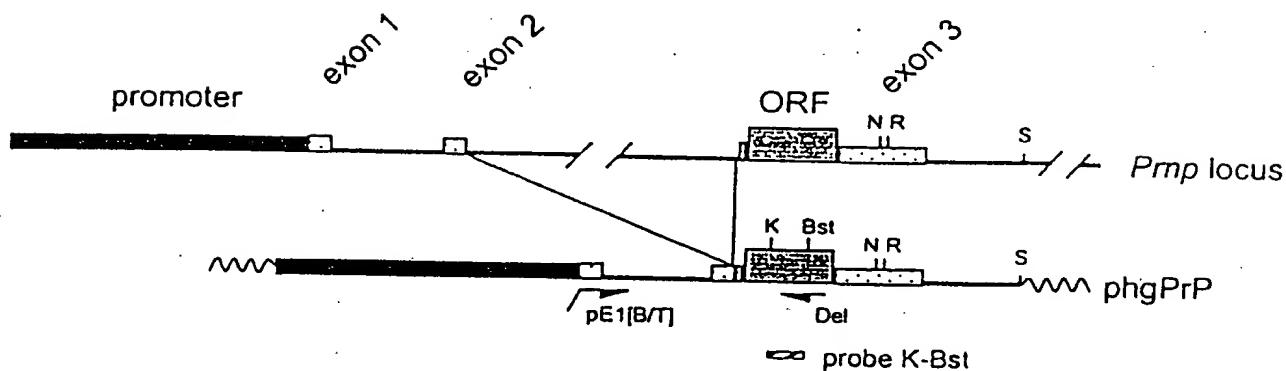 exon 1
exon 2
exon 3
promoter
ORF
N R
S
Prnp locus
K Bst
N R
S
phgPrP
pE1[B/T]
Del
probe K-Bst